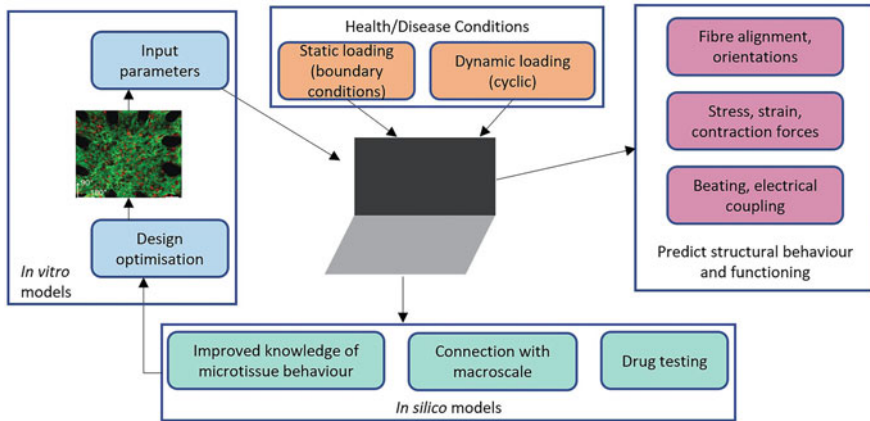 Input
parameters
Design
optimisation
In vitro
models
Health/Disease Conditions
Static loading
(boundary
conditions)
Dynamic loading
(cyclic)
Fibre alignment,
orientations
Stress, strain,
contraction forces
Beating, electrical
coupling
Predict structural behaviour
and functioning
Improved knowledge of
microtissue behaviour
Connection with
macroscale
Drug testing
In silico models